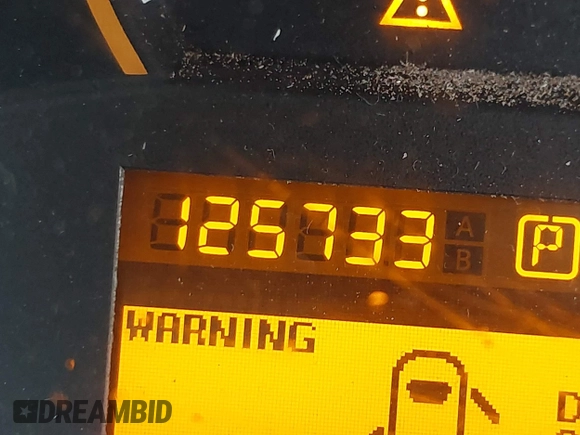 125733 A
B
P
WARNING
D
DREAMBID